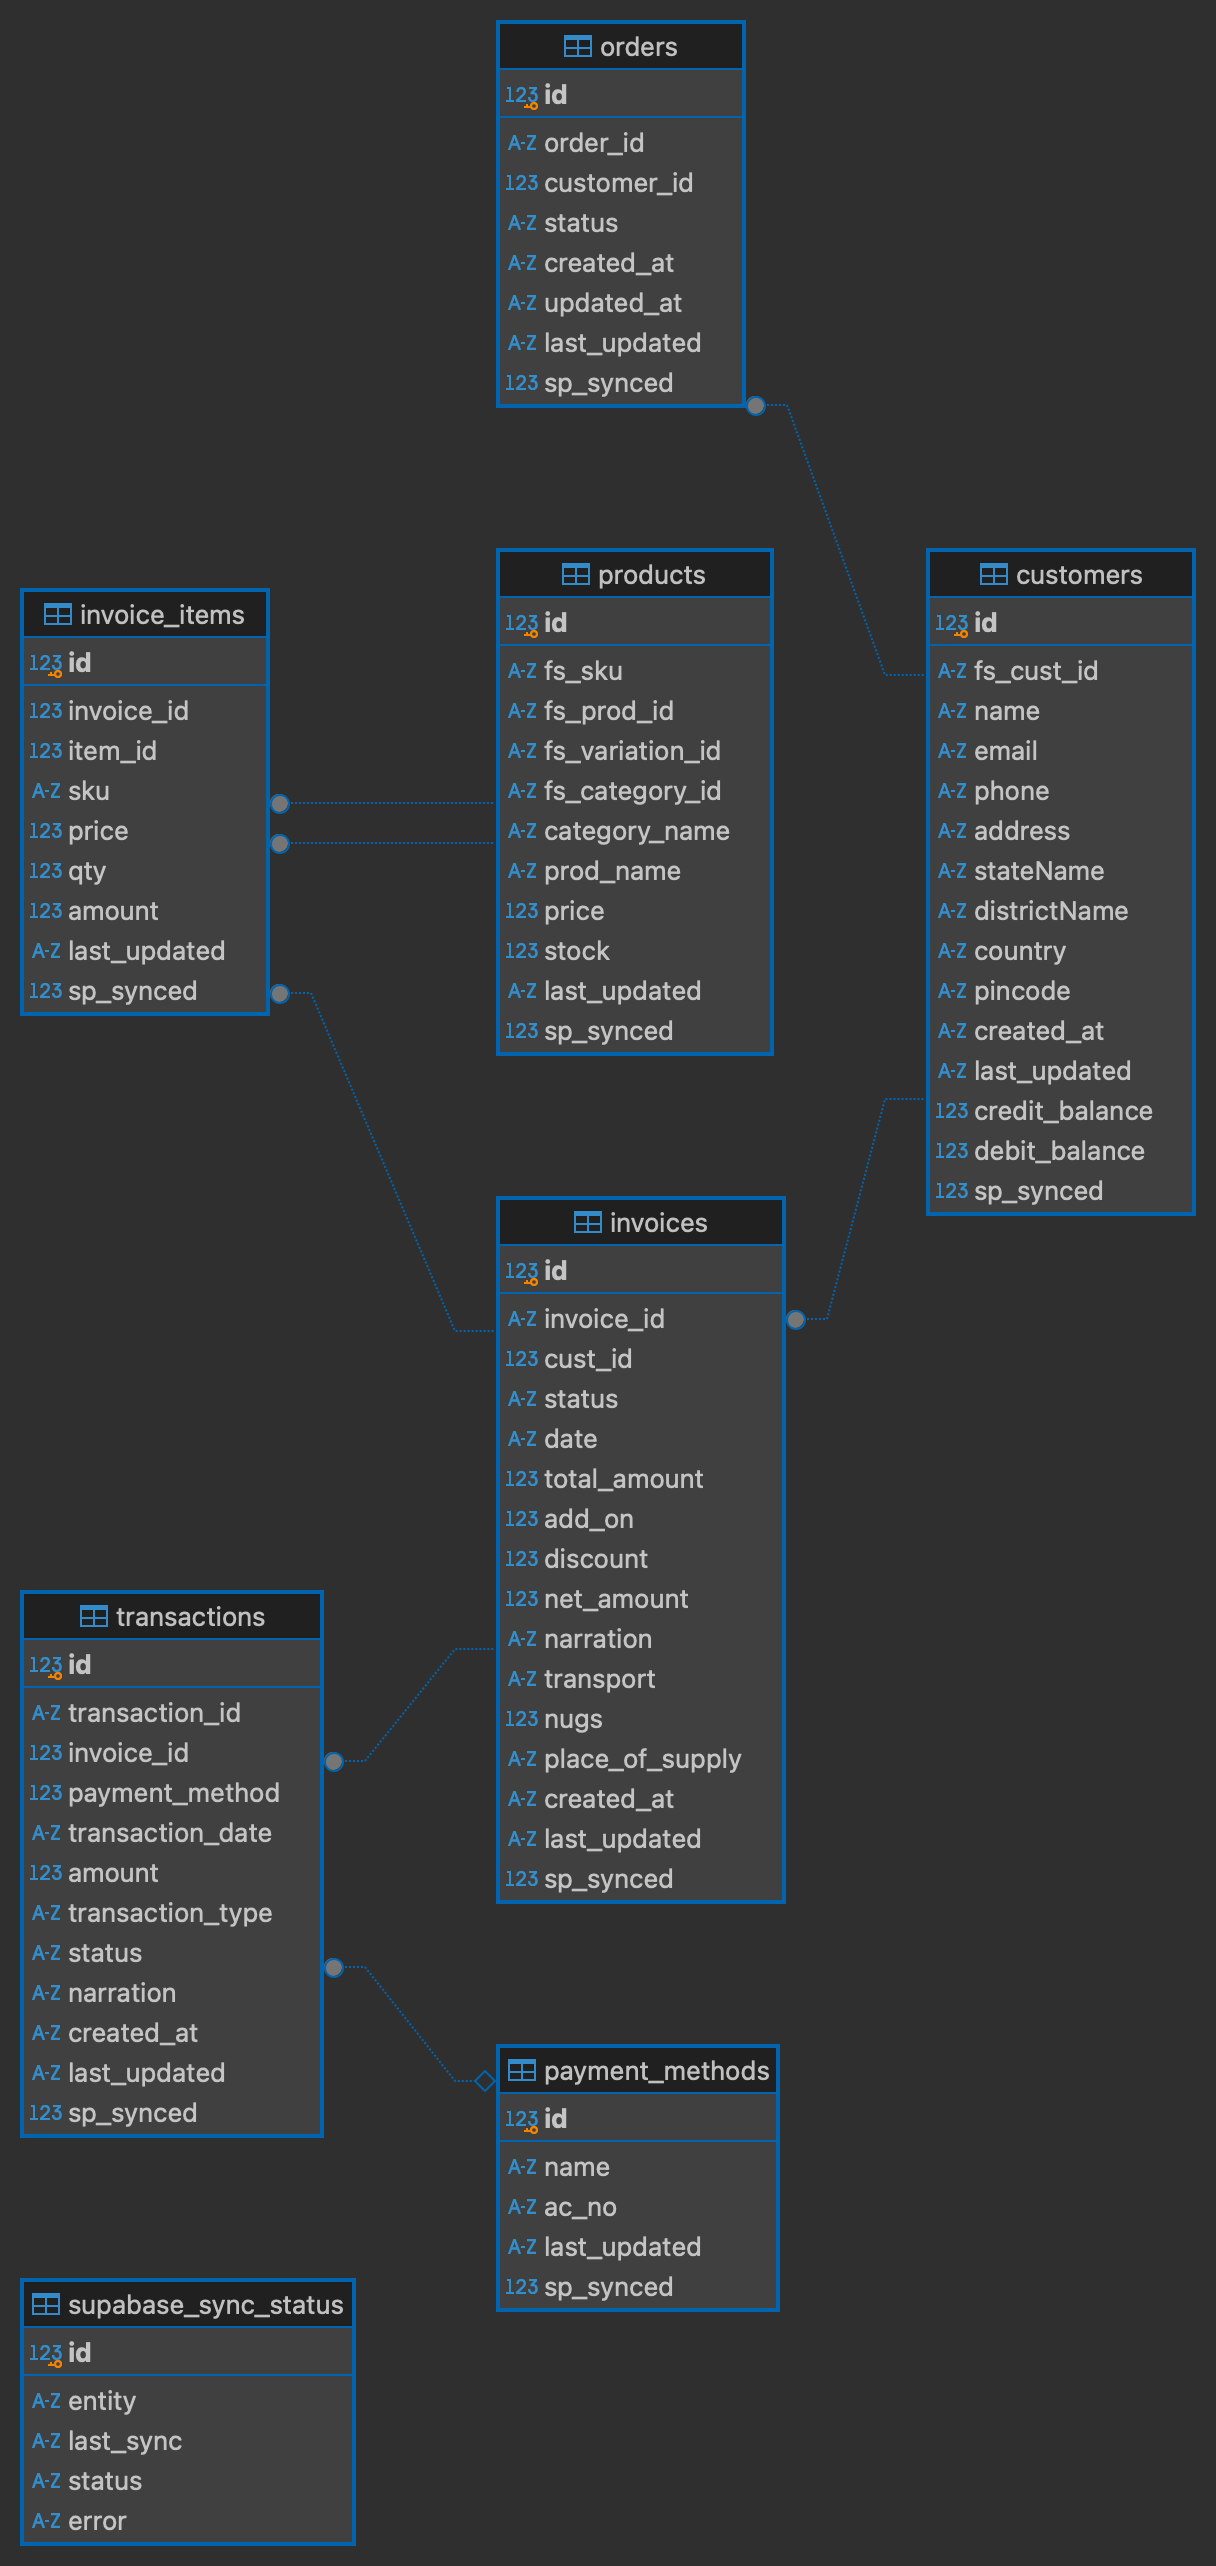 orders
123 id
A-Z order_id
123 customer_id
A-Z status
A-Z created_at
A-Z updated_at
A-Z last_updated
123 sp_synced
invoice_items
123 id
123 invoice_id
123 item_id
A-Z sku
123 price
123 qty
123 amount
A-Z last_updated
123 sp_synced
products
123 id
A-Z fs_sku
A-Z fs_prod_id
A-Z fs_variation_id
A-Z fs_category_id
A-Z category_name
A-Z prod_name
123 price
123 stock
A-Z last_updated
123 sp_synced
customers
123 id
A-Z fs_cust_id
A-Z name
A-Z email
A-Z phone
A-Z address
A-Z stateName
A-Z districtName
A-Z country
A-Z pincode
A-Z created_at
A-Z last_updated
123 credit_balance
123 debit_balance
123 sp_synced
invoices
123 id
A-Z invoice_id
123 cust_id
A-Z status
A-Z date
123 total_amount
123 add_on
123 discount
123 net_amount
A-Z narration
A-Z transport
123 nugs
A-Z place_of_supply
A-Z created_at
A-Z last_updated
123 sp_synced
transactions
123 id
A-Z transaction_id
123 invoice_id
123 payment_method
A-Z transaction_date
123 amount
A-Z transaction_type
A-Z status
A-Z narration
A-Z created_at
A-Z last_updated
123 sp_synced
payment_methods
123 id
A-Z name
A-Z ac_no
A-Z last_updated
123 sp_synced
supabase_sync_status
123 id
A-Z entity
A-Z last_sync
A-Z status
A-Z error